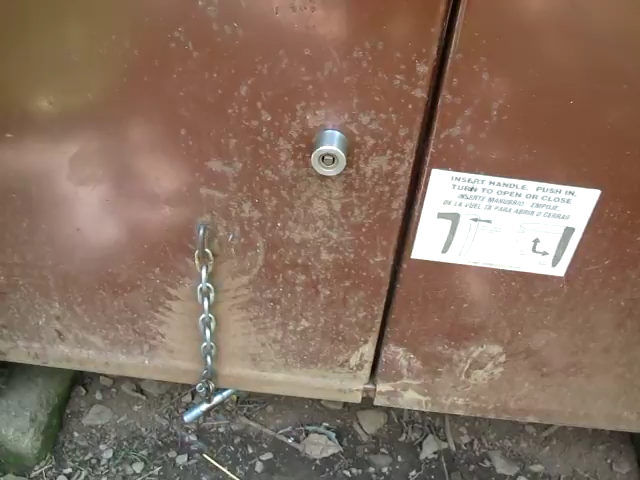 INSERT HANDLE. PUSH IN,
TURN TO OPEN OR CLOSE
INSERTE MANUBRIO. EMPUJE,
DE LA VUELTA PARA ABRIR O CERRAR